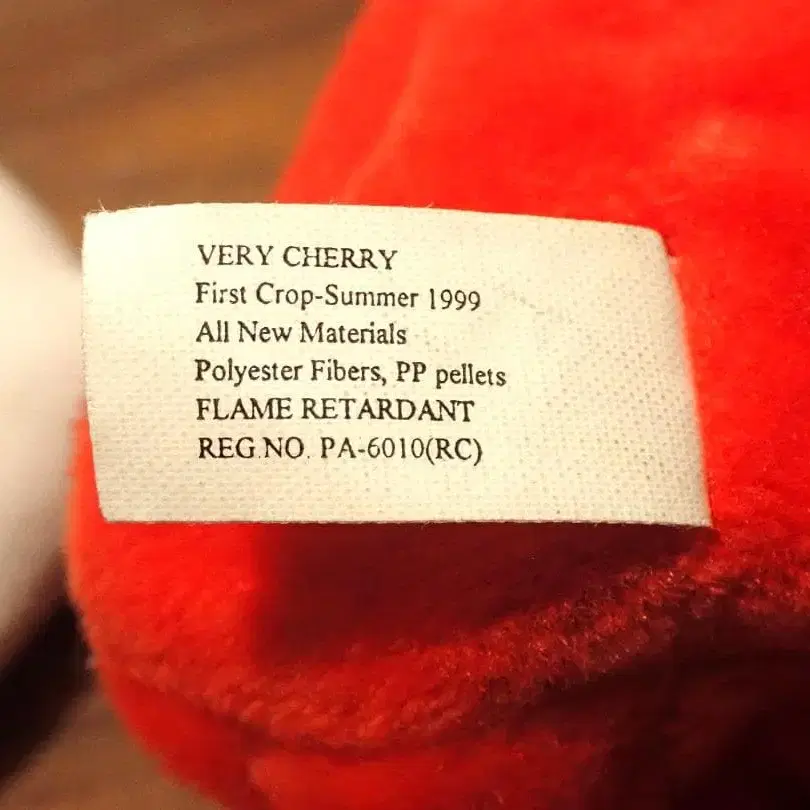 VERY CHERRY
First Crop-Summer 1999
All New Materials
Polyester Fibers, PP pellets
FLAME RETARDANT
REG.NO. PA-6010(RC)